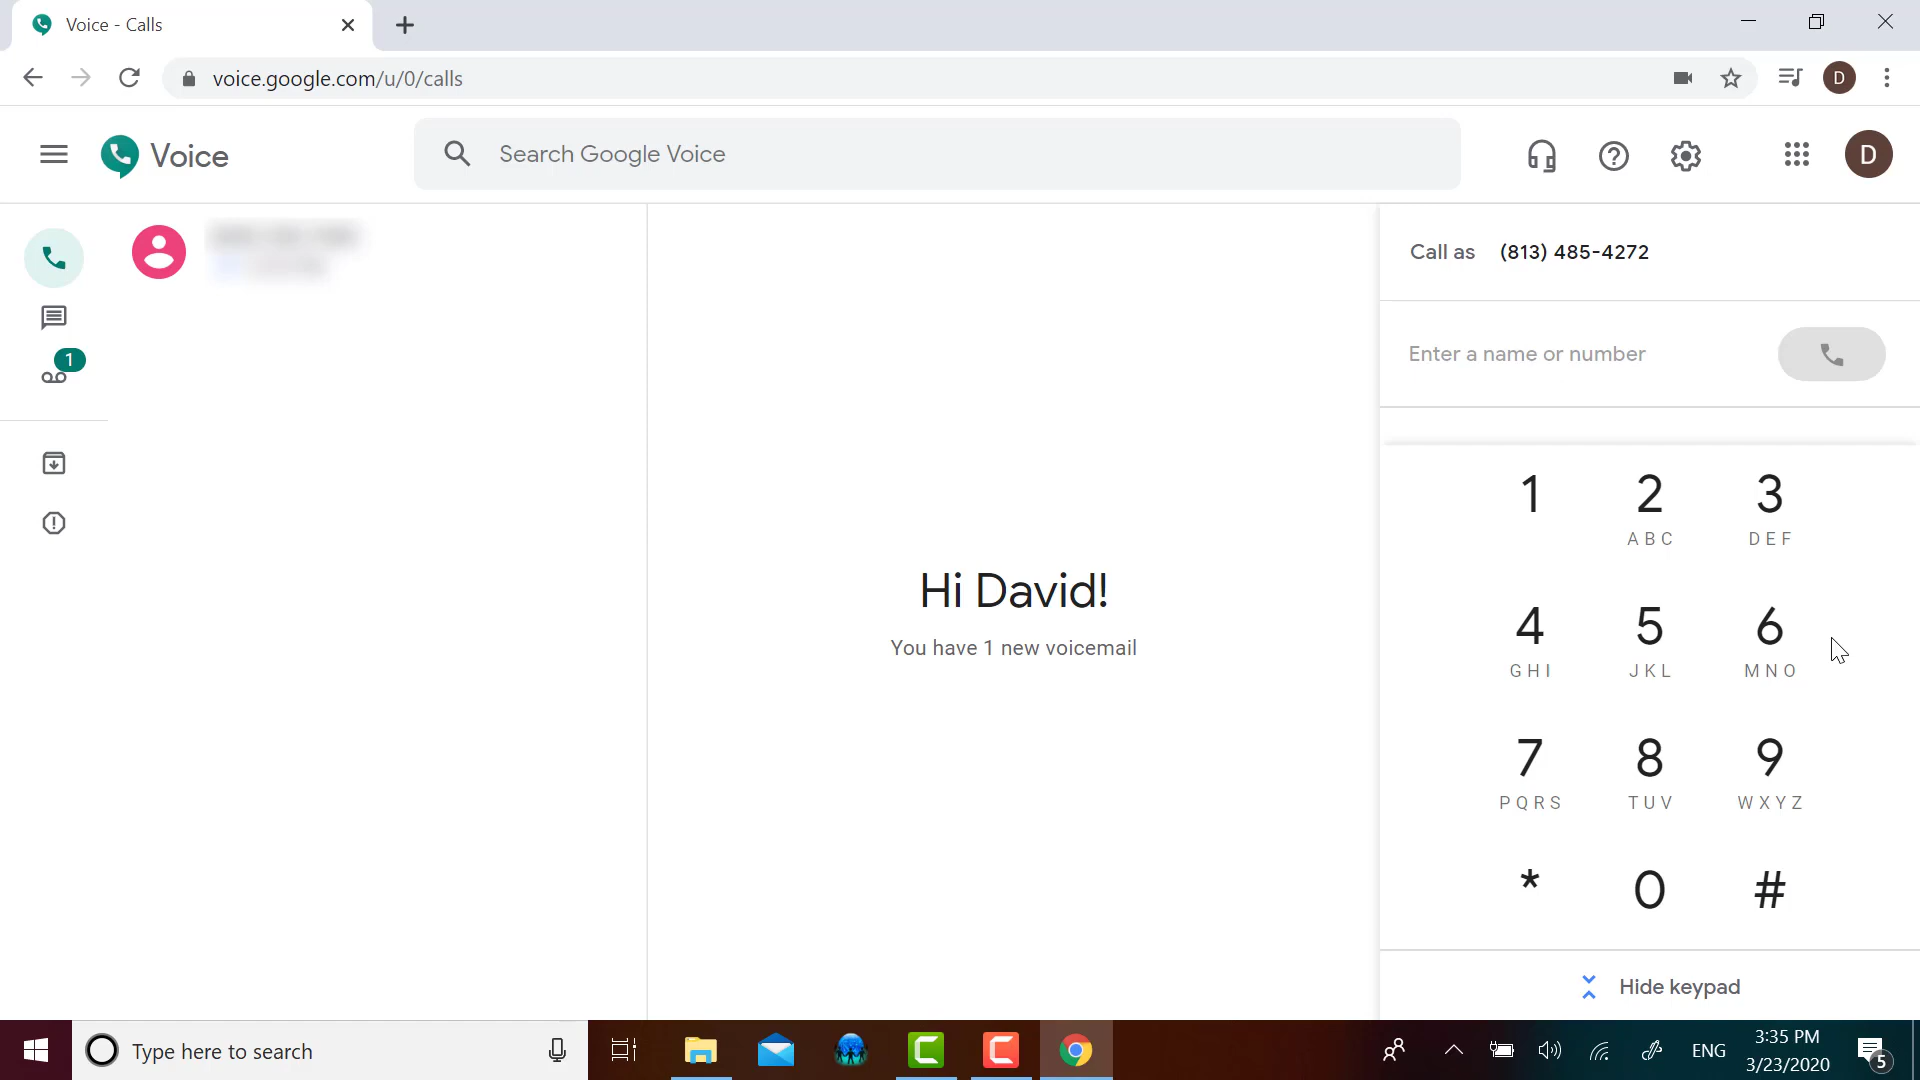 Voice - Calls
voice.google.com/u/0/calls
D
Voice
Search Google Voice
D
1
Call as (813) 485-4272
Enter a name or number
Hi David!
You have 1 new voicemail
1 2 3
ABC DEF
4 5 6
GHI JKL MNO
7 8 9
PQRS TUV WXYZ
* 0 #
Hide keypad
Type here to search
ENG
3:35 PM
3/23/2020
5